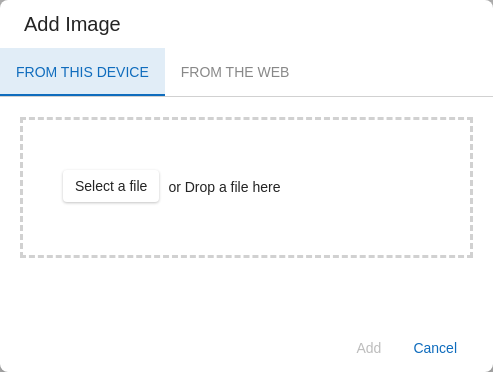 Add Image
FROM THIS DEVICE FROM THE WEB
Select a file or Drop a file here
Add Cancel